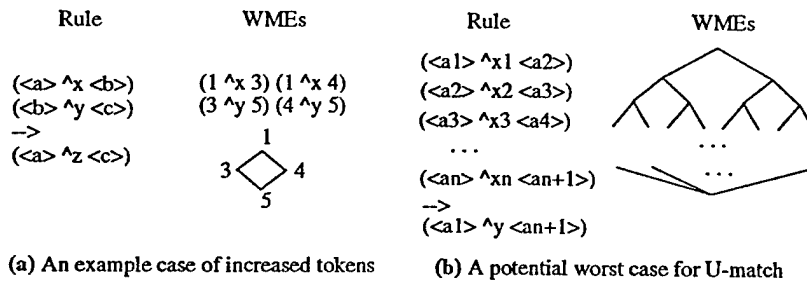 Rule
(<a> ^x <b>)
(<b> ^y <c>)
-->
(<a> ^z <c>)
WMEs
(1 ^x 3) (1 ^x 4)
(3 ^y 5) (4 ^y 5)
1
3 4
5
(a) An example case of increased tokens
Rule
(<a1> ^x1 <a2>)
(<a2> ^x2 <a3>)
(<a3> ^x3 <a4>)
...
(<an> ^xn <an+1>)
-->
(<a1> ^y <an+1>)
WMEs
...
...
(b) A potential worst case for U-match